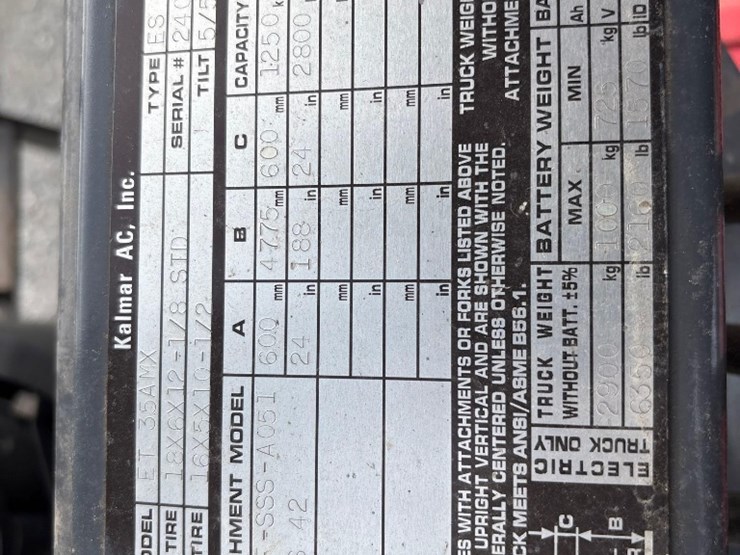 Kalmar AC, Inc.
ODEL ET 35AMX TYPE ES
TIRE 18X6X12-1/8 STD SERIAL # 240
TIRE 16X5X10-1/2 TILT 5/5
HMENT MODEL A B C CAPACITY
-SSS-A051 600 mm 4775 mm 600 mm 1250 k
42 24 in 188 in 24 in 2800
mm mm mm
in in in
mm mm mm
in in in
ES WITH ATTACHMENTS OR FORKS LISTED ABOVE TRUCK WEIG
UPRIGHT VERTICAL AND ARE SHOWN WITH THE WITHO
ERALLY CENTERED UNLESS OTHERWISE NOTED. ATTACHME
CK MEETS ANSI/ASME B56.1.
ELECTRIC TRUCK ONLY
TRUCK WEIGHT BATTERY WEIGHT BA
WITHOUT BATT. ±5% MAX MIN Ah
2900 kg kg 725 kg V
6350 lb 2160 lb 1570 lb ID
C
B